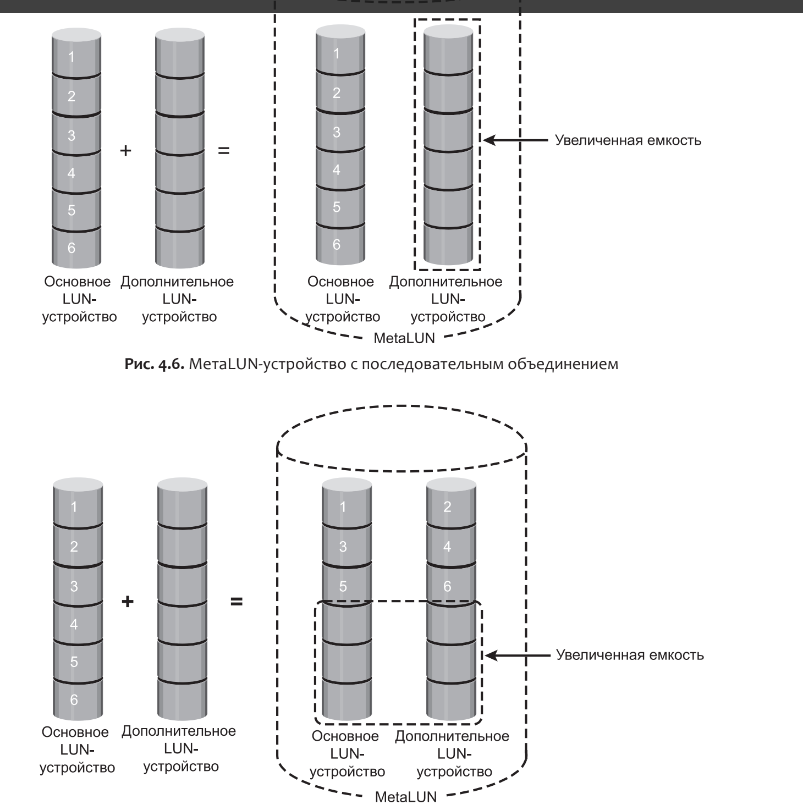 1
2
3
4
5
6
+
=
1
2
3
4
5
6
Увеличенная емкость
Основное
LUN-
устройство
Дополнительное
LUN-
устройство
Основное
LUN-
устройство
Дополнительное
LUN-
устройство
MetaLUN
Рис. 4.6. MetaLUN-устройство с последовательным объединением
1
2
3
4
5
6
+
=
1
3
5
2
4
6
Увеличенная емкость
Основное
LUN-
устройство
Дополнительное
LUN-
устройство
Основное
LUN-
устройство
Дополнительное
LUN-
устройство
MetaLUN